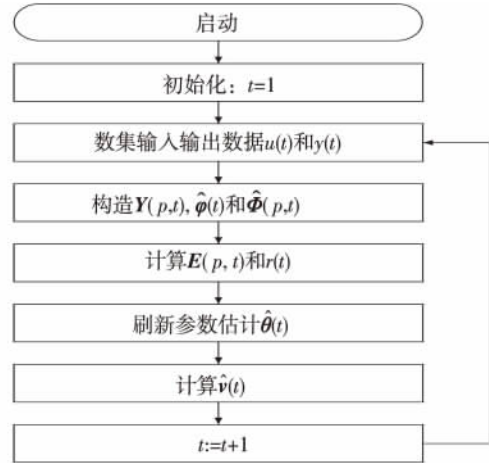 启动
初始化：t=1
数集输入输出数据u(t)和y(t)
构造Y(p,t),φ̂(t)和Φ̂(p,t)
计算E(p,t)和r(t)
刷新参数估计θ̂(t)
计算v̂(t)
t:=t+1